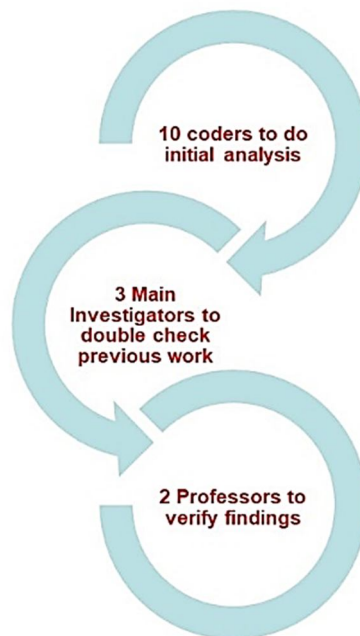 10 coders to do
initial analysis
3 Main
Investigators to
double check
previous work
2 Professors to
verify findings